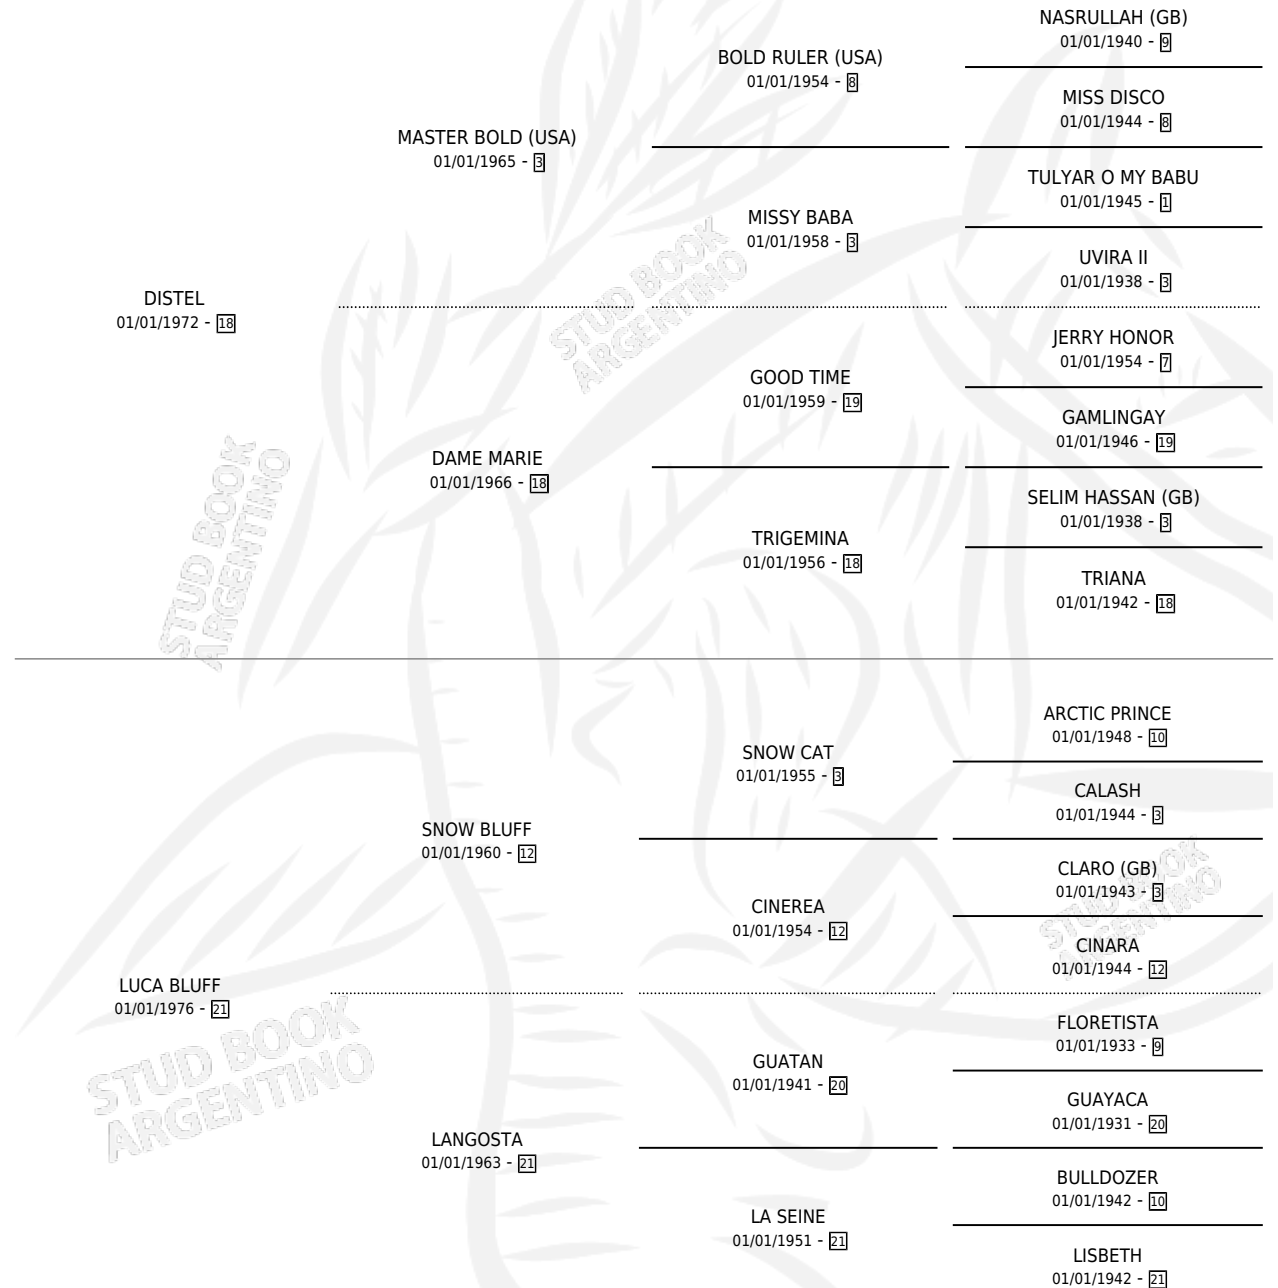 NASRULLAH (GB)
01/01/1940 - 9
BOLD RULER (USA)
01/01/1954 - 8
MISS DISCO
01/01/1944 - 8
MASTER BOLD (USA)
01/01/1965 - 3
TULYAR O MY BABU
01/01/1945 - 1
MISSY BABA
01/01/1958 - 3
UVIRA II
01/01/1938 - 3
DISTEL
01/01/1972 - 18
JERRY HONOR
01/01/1954 - 7
GOOD TIME
01/01/1959 - 19
GAMLINGAY
01/01/1946 - 19
DAME MARIE
01/01/1966 - 18
SELIM HASSAN (GB)
01/01/1938 - 3
TRIGEMINA
01/01/1956 - 18
TRIANA
01/01/1942 - 18
ARCTIC PRINCE
01/01/1948 - 10
SNOW CAT
01/01/1955 - 3
CALASH
01/01/1944 - 3
SNOW BLUFF
01/01/1960 - 12
CLARO (GB)
01/01/1943 - 3
CINEREA
01/01/1954 - 12
CINARA
01/01/1944 - 12
LUCA BLUFF
01/01/1976 - 21
FLORETISTA
01/01/1933 - 9
GUATAN
01/01/1941 - 20
GUAYACA
01/01/1931 - 20
LANGOSTA
01/01/1963 - 21
BULLDOZER
01/01/1942 - 10
LA SEINE
01/01/1951 - 21
LISBETH
01/01/1942 - 21
STUD BOOK
ARGENTINO
STUD BOOK
ARGENTINO
STUD BOOK
ARGENTINO
STUD BOOK
ARGENTINO